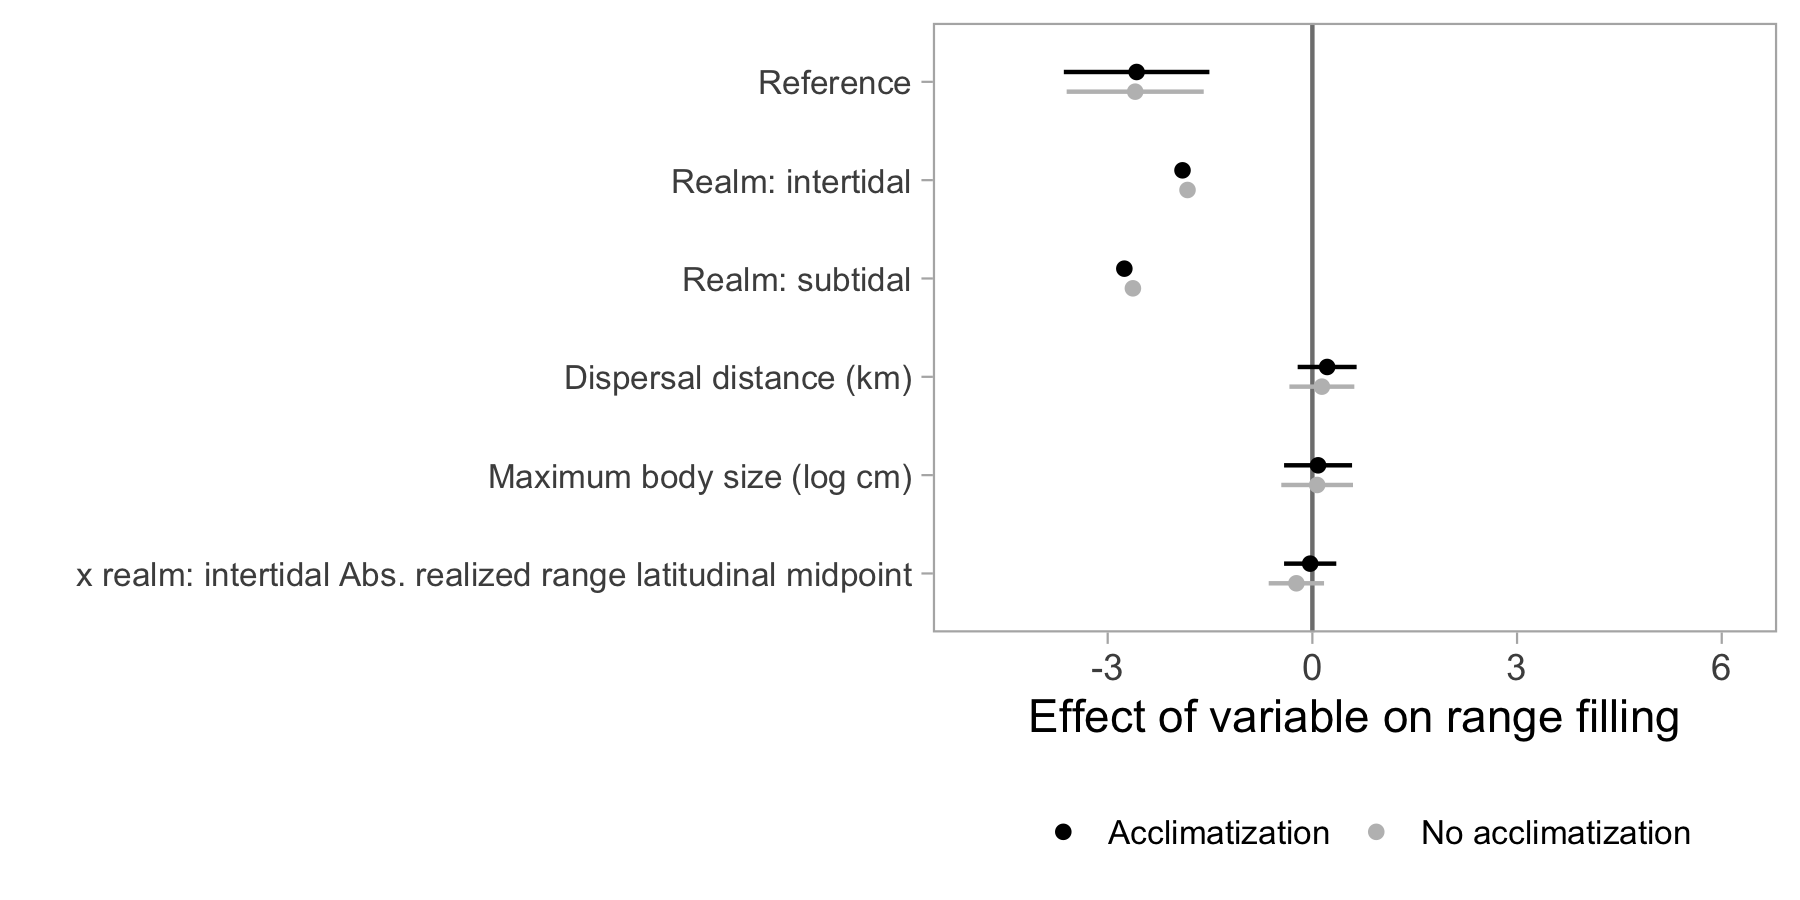 Reference
Realm: intertidal
Realm: subtidal
Dispersal distance (km)
Maximum body size (log cm)
x realm: intertidal Abs. realized range latitudinal midpoint
-3 0 3 6
Effect of variable on range filling
Acclimatization No acclimatization